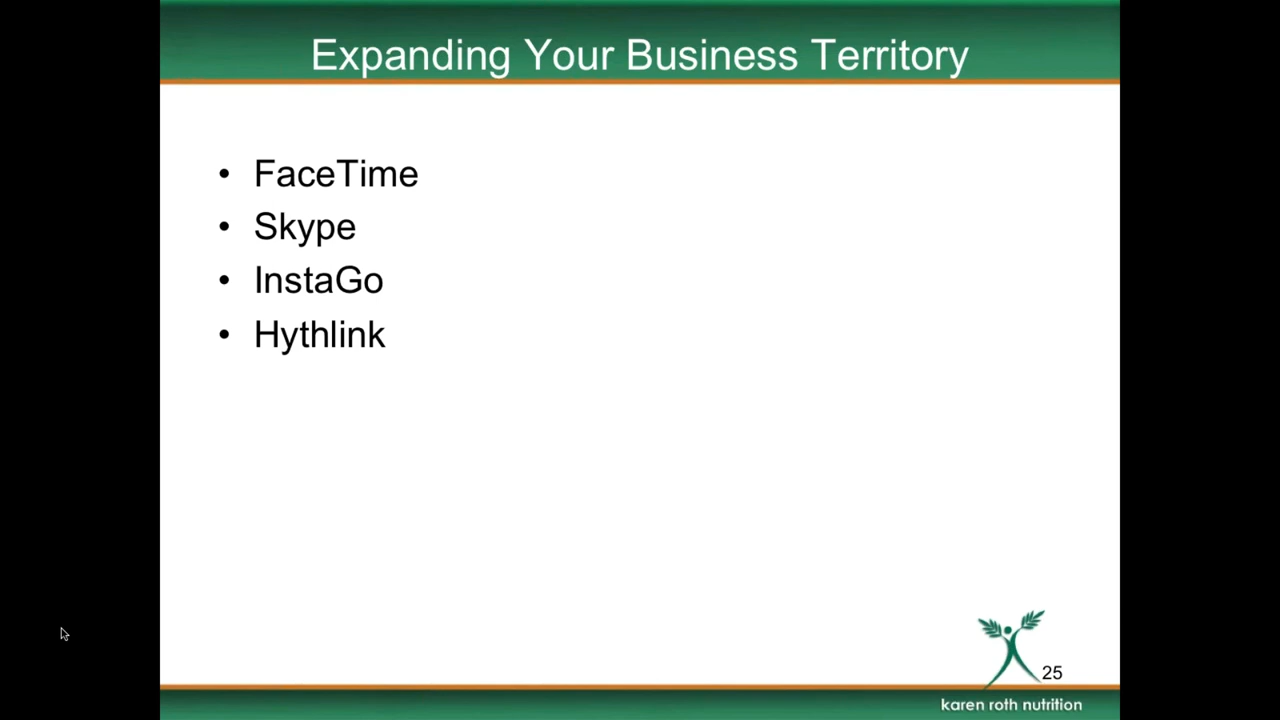 Expanding Your Business Territory
• FaceTime
• Skype
• InstaGo
• Hythlink
25
karen roth nutrition